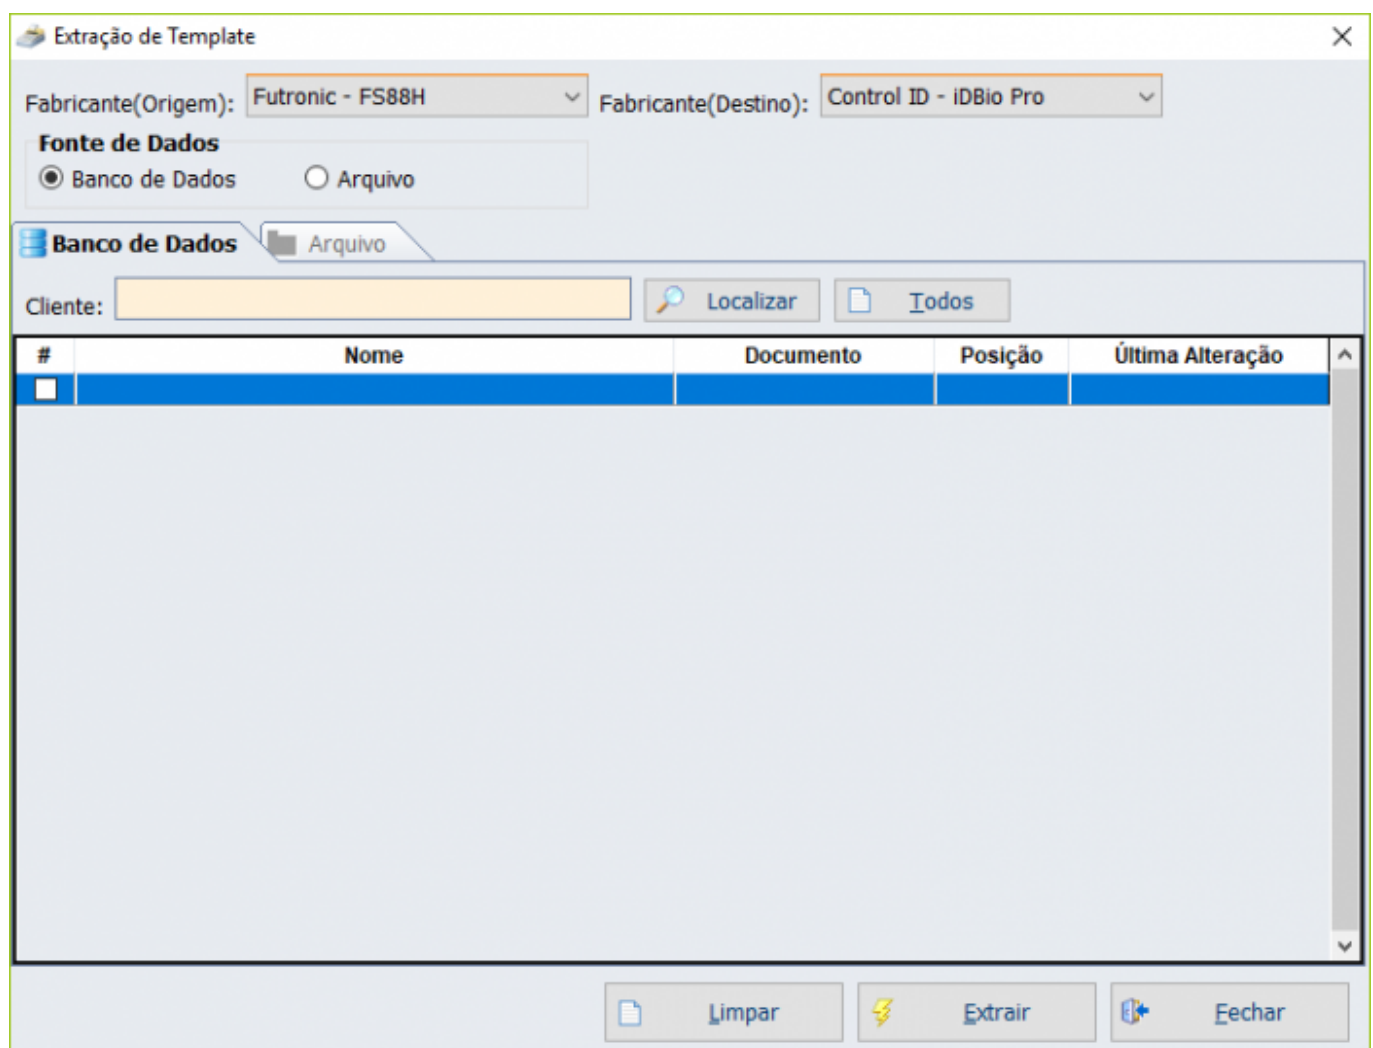 Extração de Template
Fabricante(Origem): Futronic - FS88H Fabricante(Destino): Control ID - iDBio Pro
Fonte de Dados
Banco de Dados Arquivo
Banco de Dados Arquivo
Cliente: Localizar Todos
# Nome Documento Posição Última Alteração
Limpar Extrair Fechar